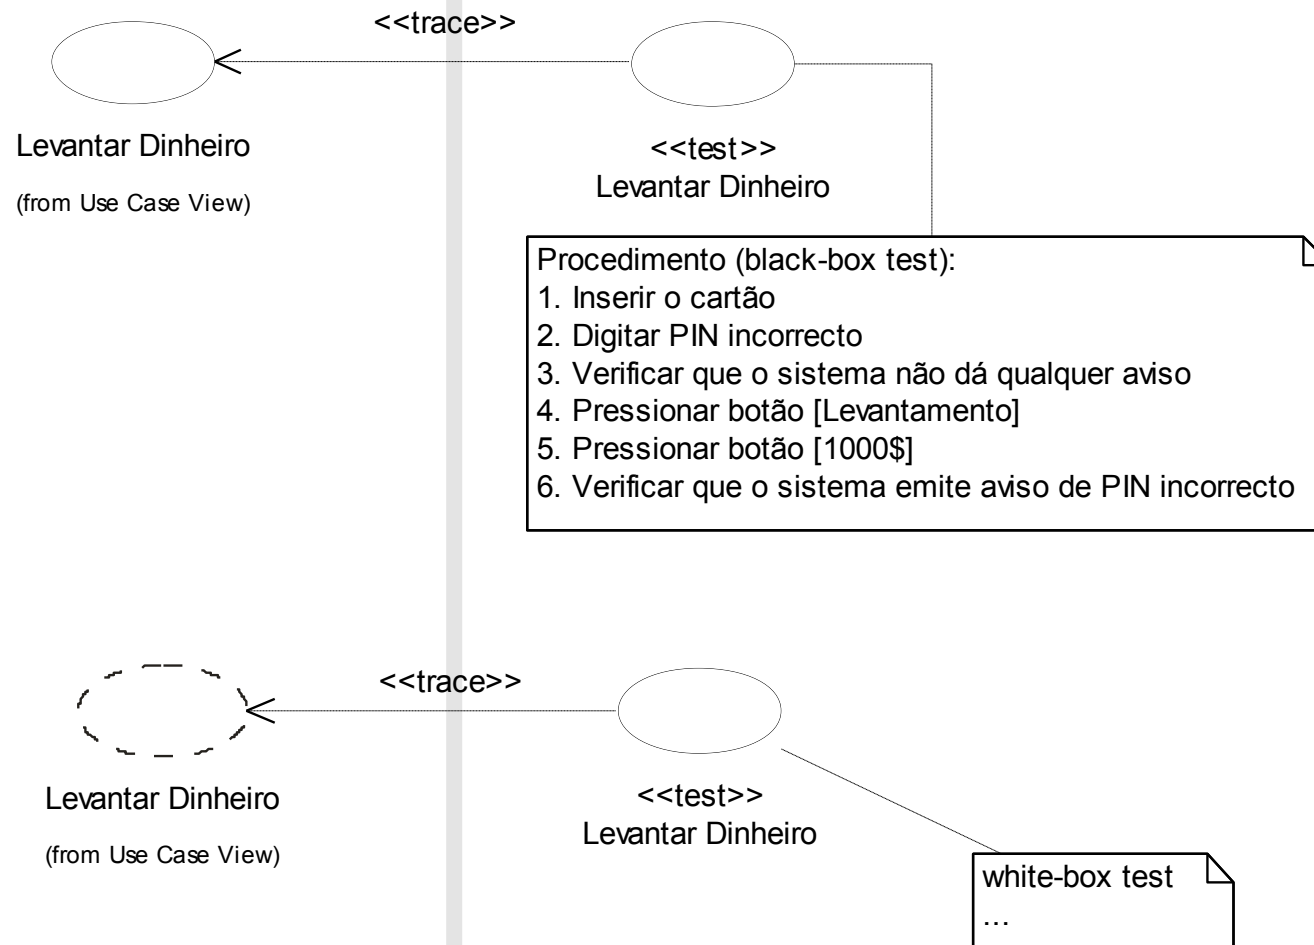 <<trace>>
Levantar Dinheiro
(from Use Case View)
<<test>>
Levantar Dinheiro
Procedimento (black-box test):
1. Inserir o cartão
2. Digitar PIN incorrecto
3. Verificar que o sistema não dá qualquer aviso
4. Pressionar botão [Levantamento]
5. Pressionar botão [1000$]
6. Verificar que o sistema emite aviso de PIN incorrecto
<<trace>>
Levantar Dinheiro
(from Use Case View)
<<test>>
Levantar Dinheiro
white-box test
...